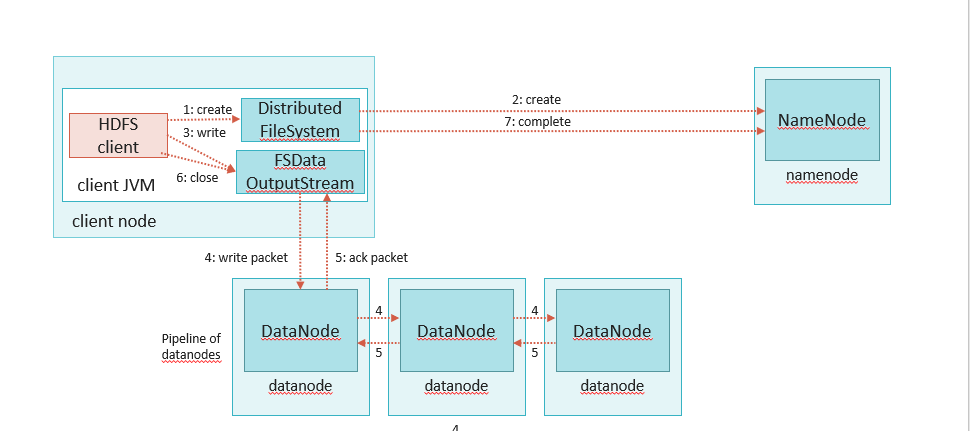 1: create
Distributed
FileSystem
2: create
7: complete
HDFS
client
3: write
NameNode
FSData
OutputStream
6: close
client JVM
namenode
client node
4: write packet
5: ack packet
4
4
DataNode
DataNode
DataNode
Pipeline of
datanodes
5
5
datanode
datanode
datanode
4